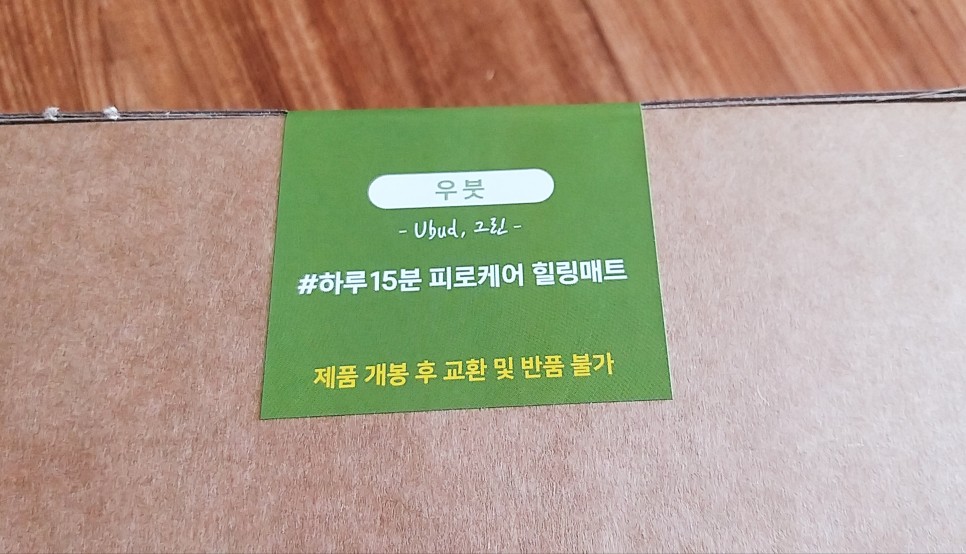 우붓
- Ubud, 그린 -
#하루15분 피로케어 힐링매트
제품 개봉 후 교환 및 반품 불가